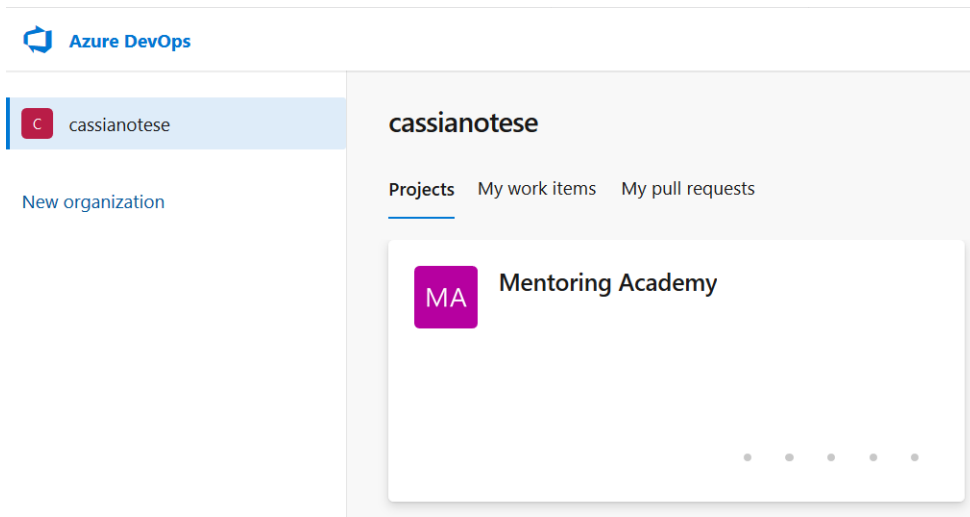 Azure DevOps
C cassianotese
New organization
cassianotese
Projects My work items My pull requests
MA Mentoring Academy